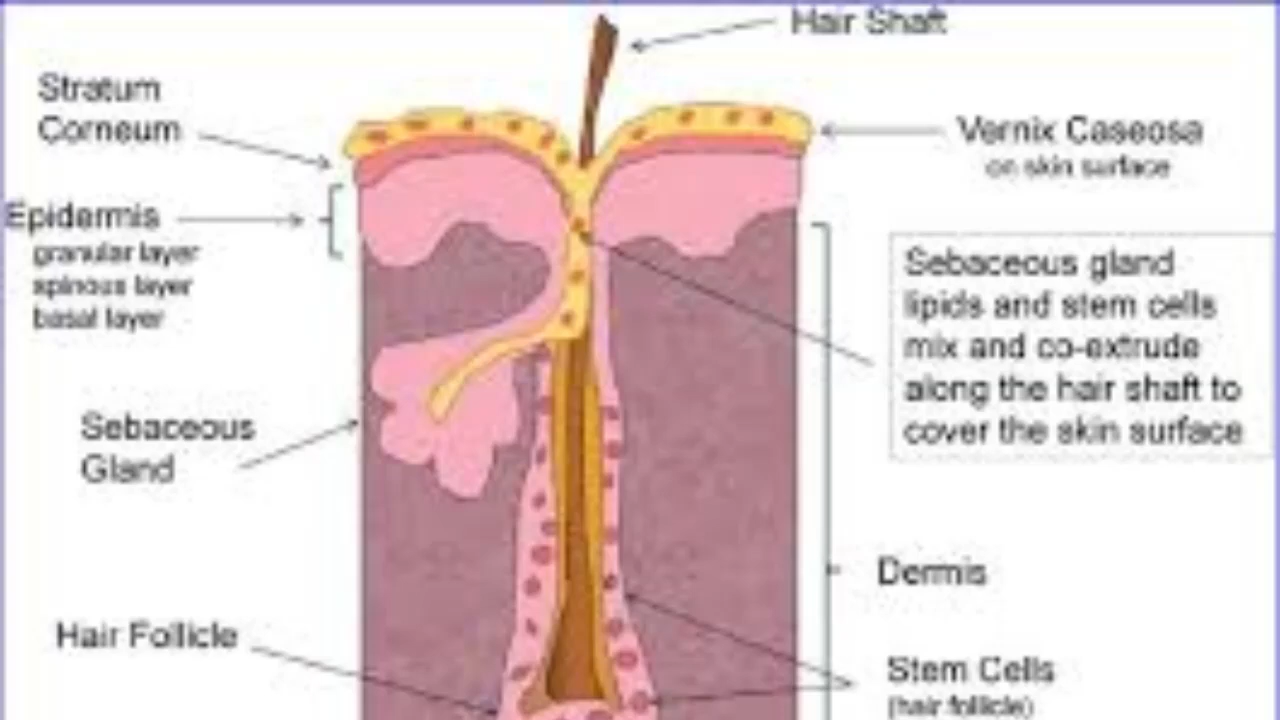 Hair Shaft
Stratum
Corneum
Vernix Caseosa
on skin surface
Epidermis
granular layer
spinous layer
basal layer
Sebaceous gland
lipids and stem cells
mix and co-extrude
along the hair shaft to
cover the skin surface
Sebaceous
Gland
Dermis
Hair Follicle
Stem Cells
(hair follicle)